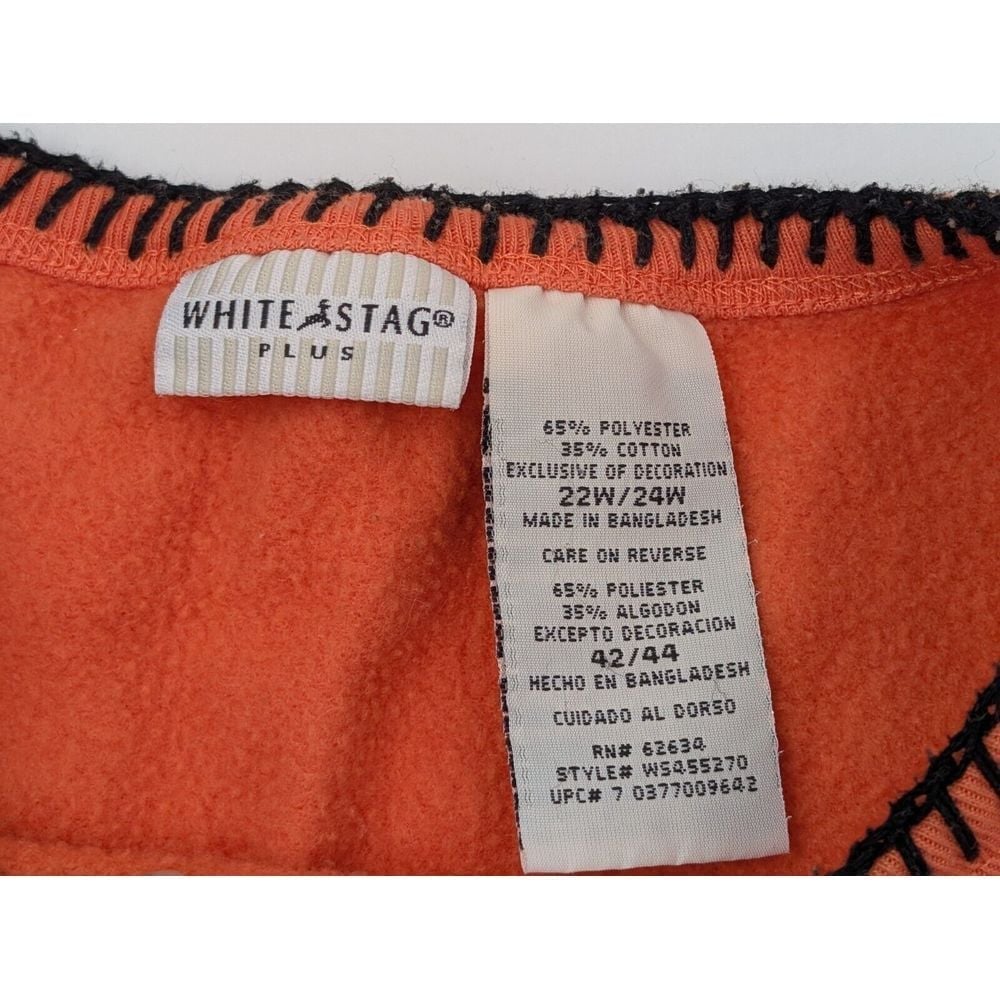 WHITE STAG®
PLUS
65% POLYESTER
35% COTTON
EXCLUSIVE OF DECORATION
22W/24W
MADE IN BANGLADESH
CARE ON REVERSE
65% POLIESTER
35% ALGODON
EXCEPTO DECORACION
42/44
HECHO EN BANGLADESH
CUIDADO AL DORSO
RN# 62634
STYLE# WS455270
UPC# 7 0377009642